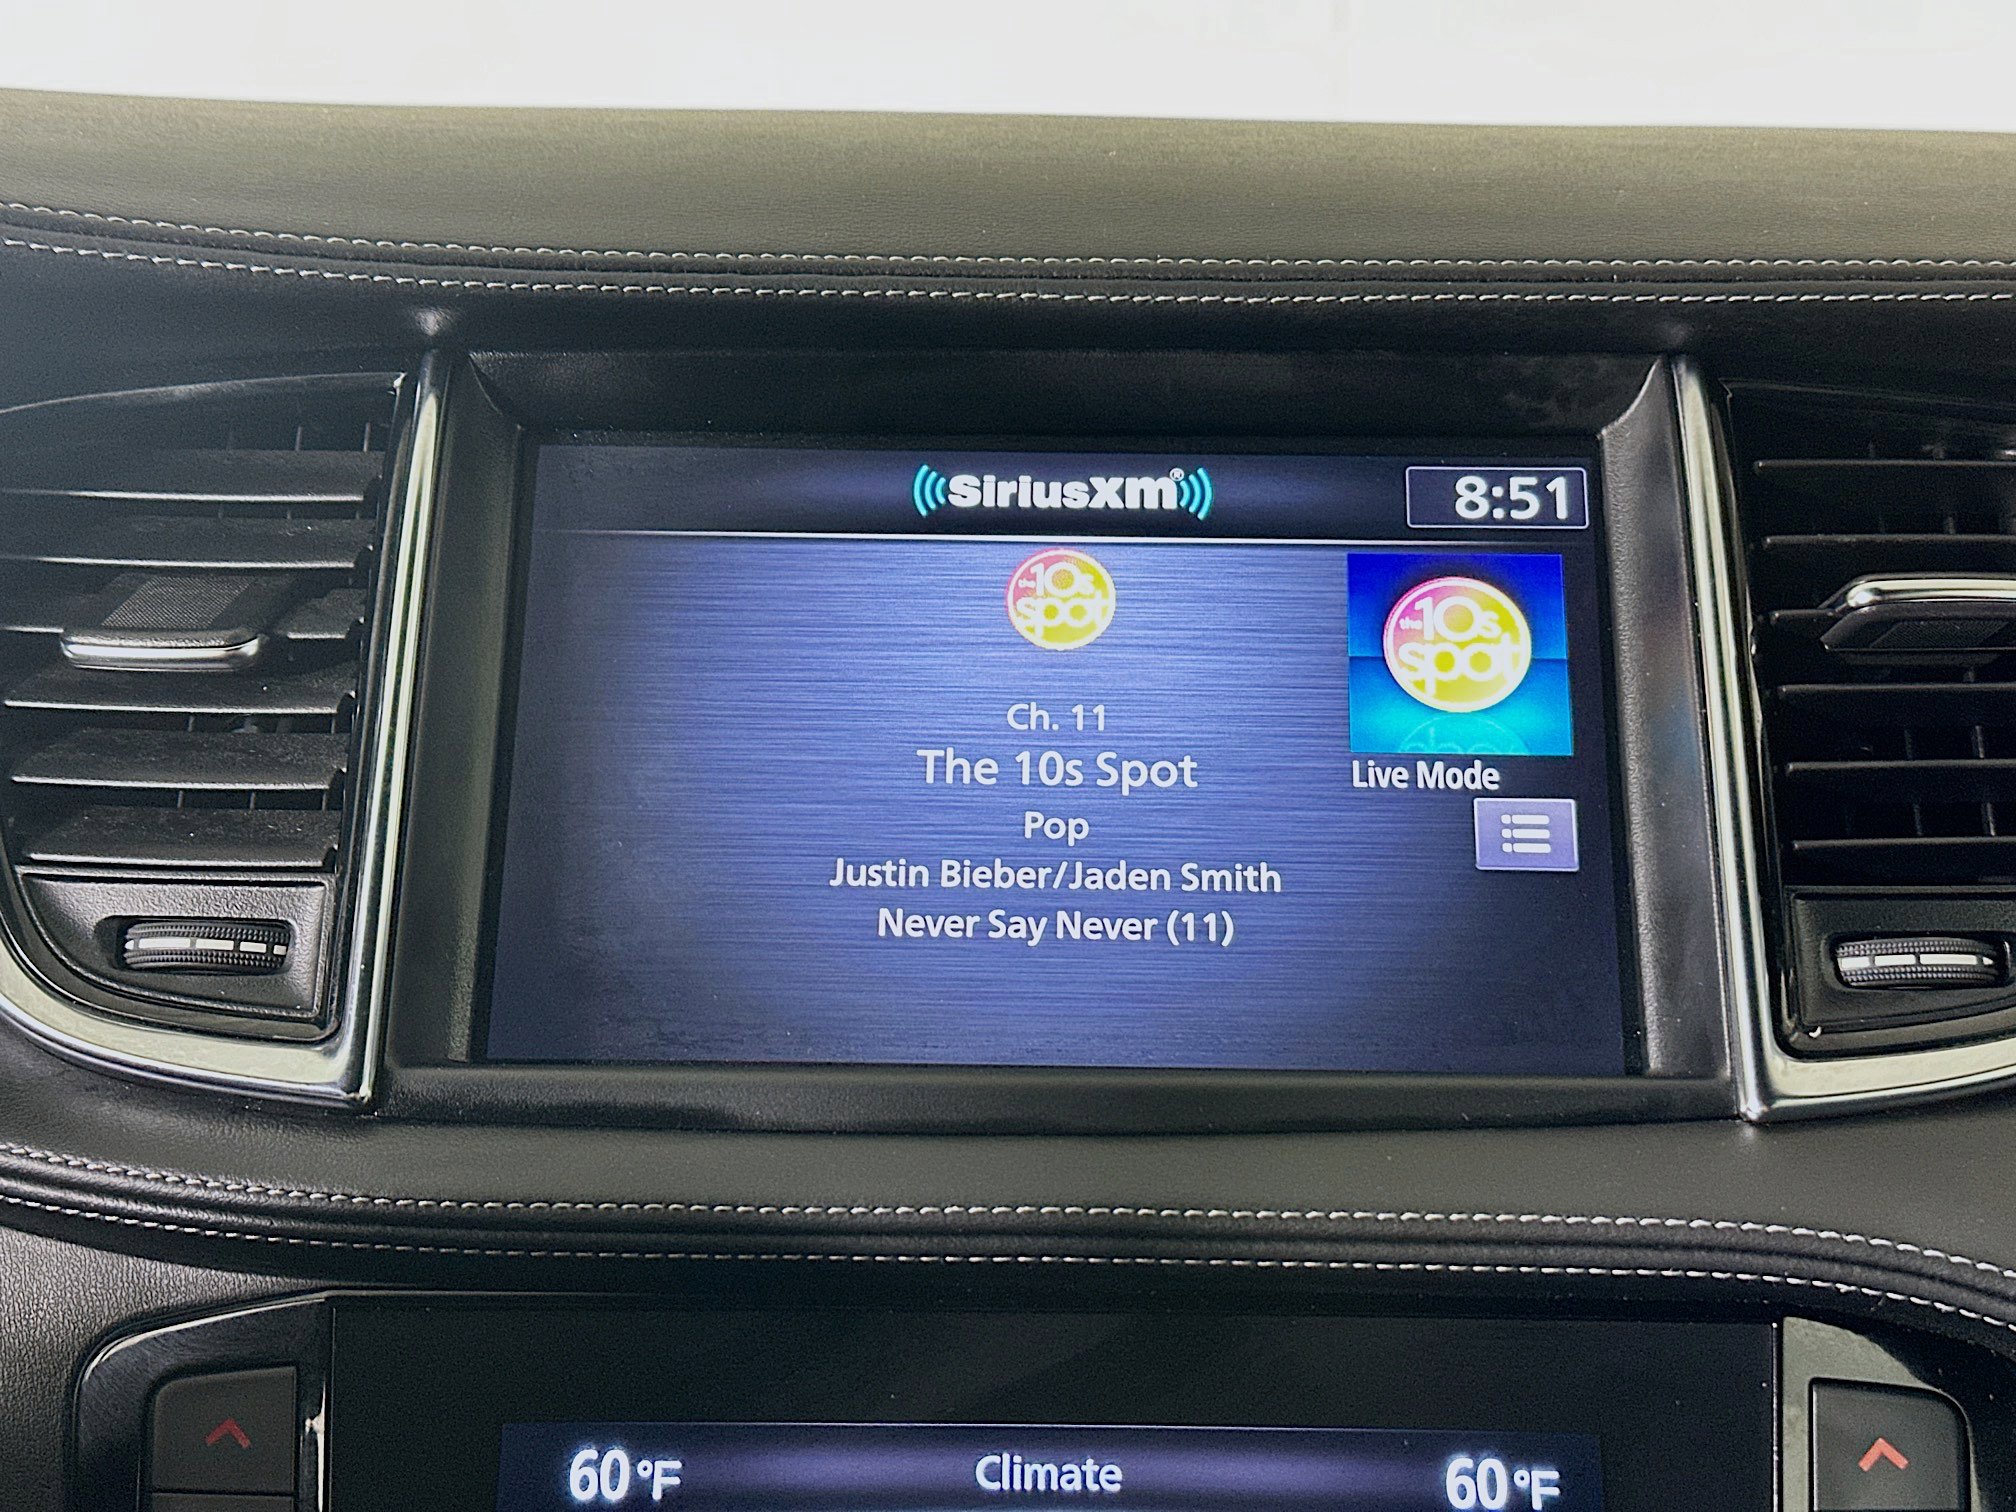 SiriusXM®
8:51
the 10s
spot
the 10s
spot
Ch. 11
The 10s Spot
Live Mode
Pop
Justin Bieber/Jaden Smith
Never Say Never (11)
60°F Climate 60°F